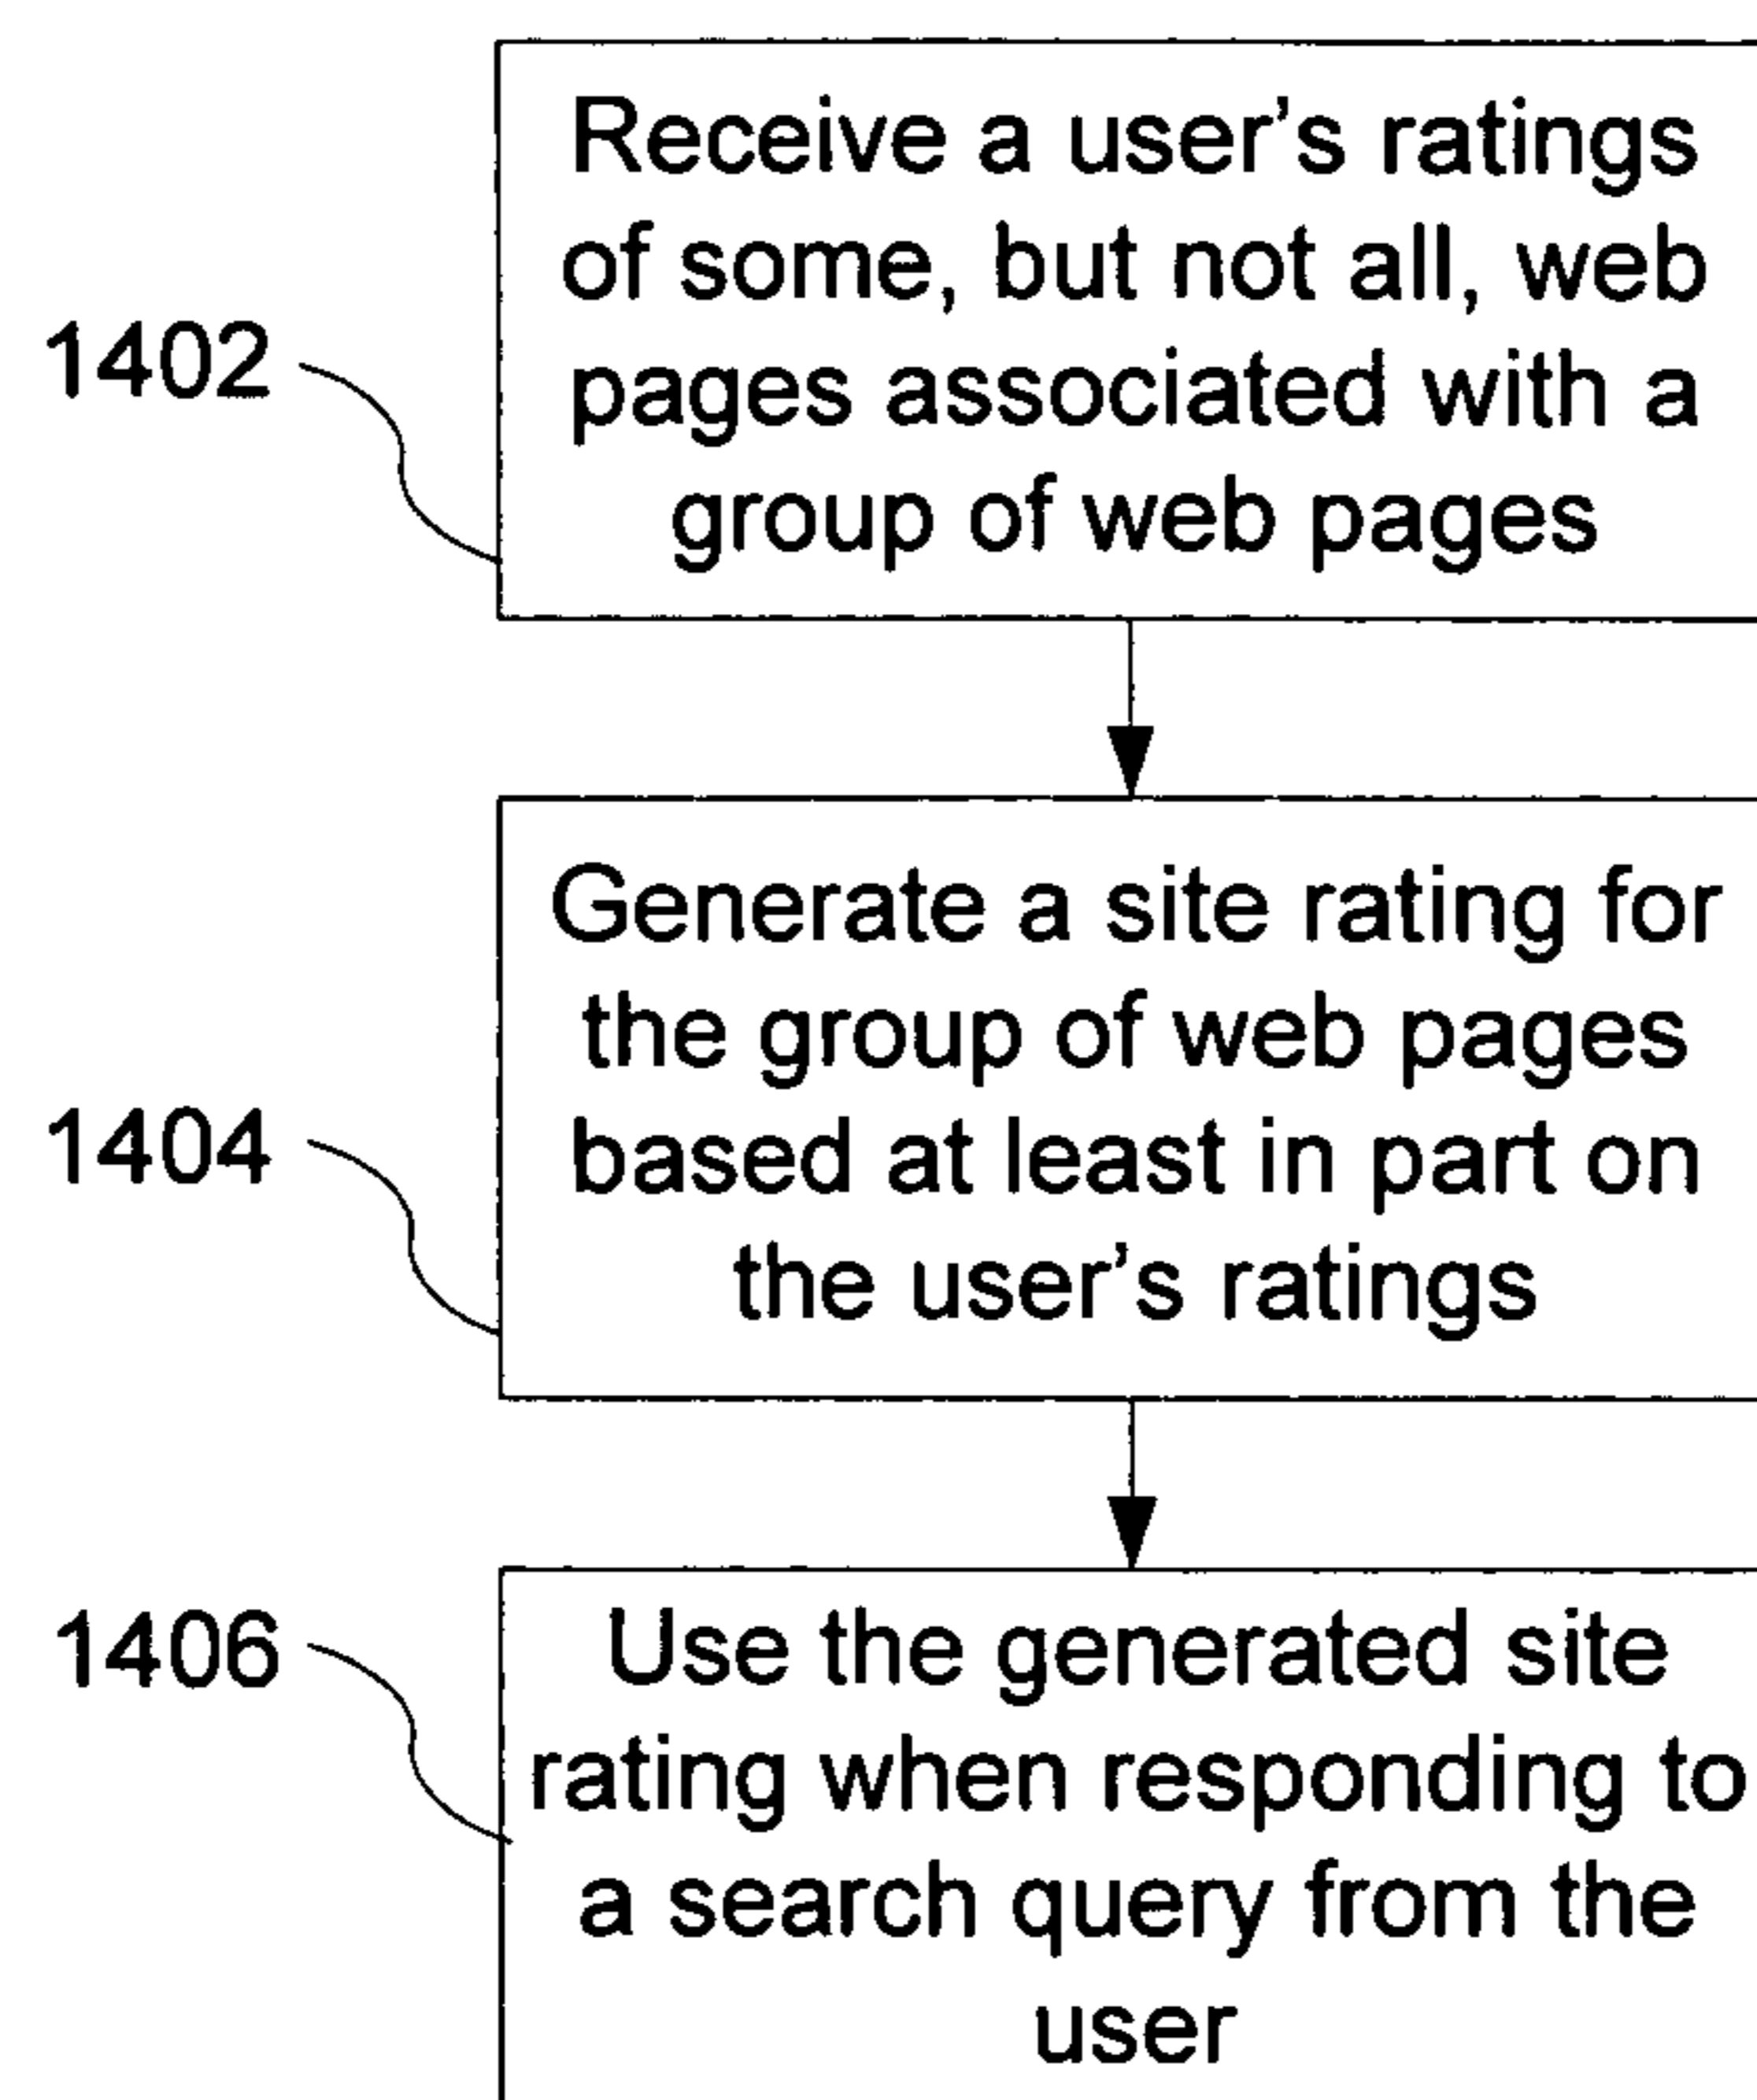 Receive a user's ratings
of some, but not all, web
1402
pages associated with a
group of web pages
Generate a site rating for
the group of web pages
1404
based at least in part on
the user's ratings
1406
Use the generated site
rating when responding to
a search query from the
user